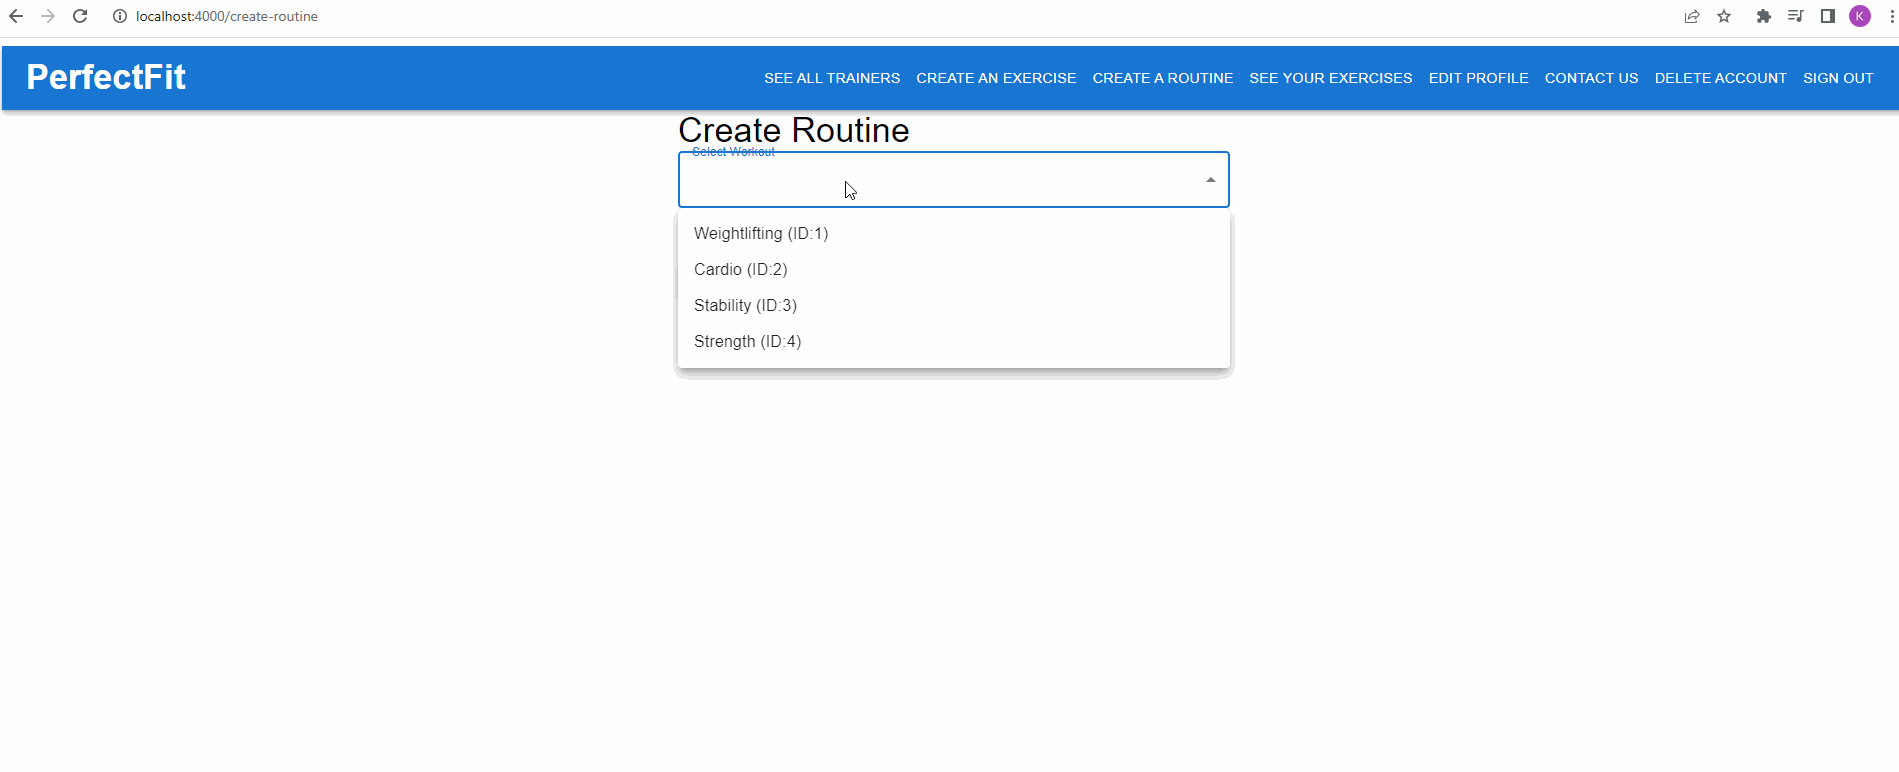 localhost:4000/create-routine
K
PerfectFit
SEE ALL TRAINERS CREATE AN EXERCISE CREATE A ROUTINE SEE YOUR EXERCISES EDIT PROFILE CONTACT US DELETE ACCOUNT SIGN OUT
Create Routine
Select Workout
Weightlifting (ID:1)
Cardio (ID:2)
Stability (ID:3)
Strength (ID:4)